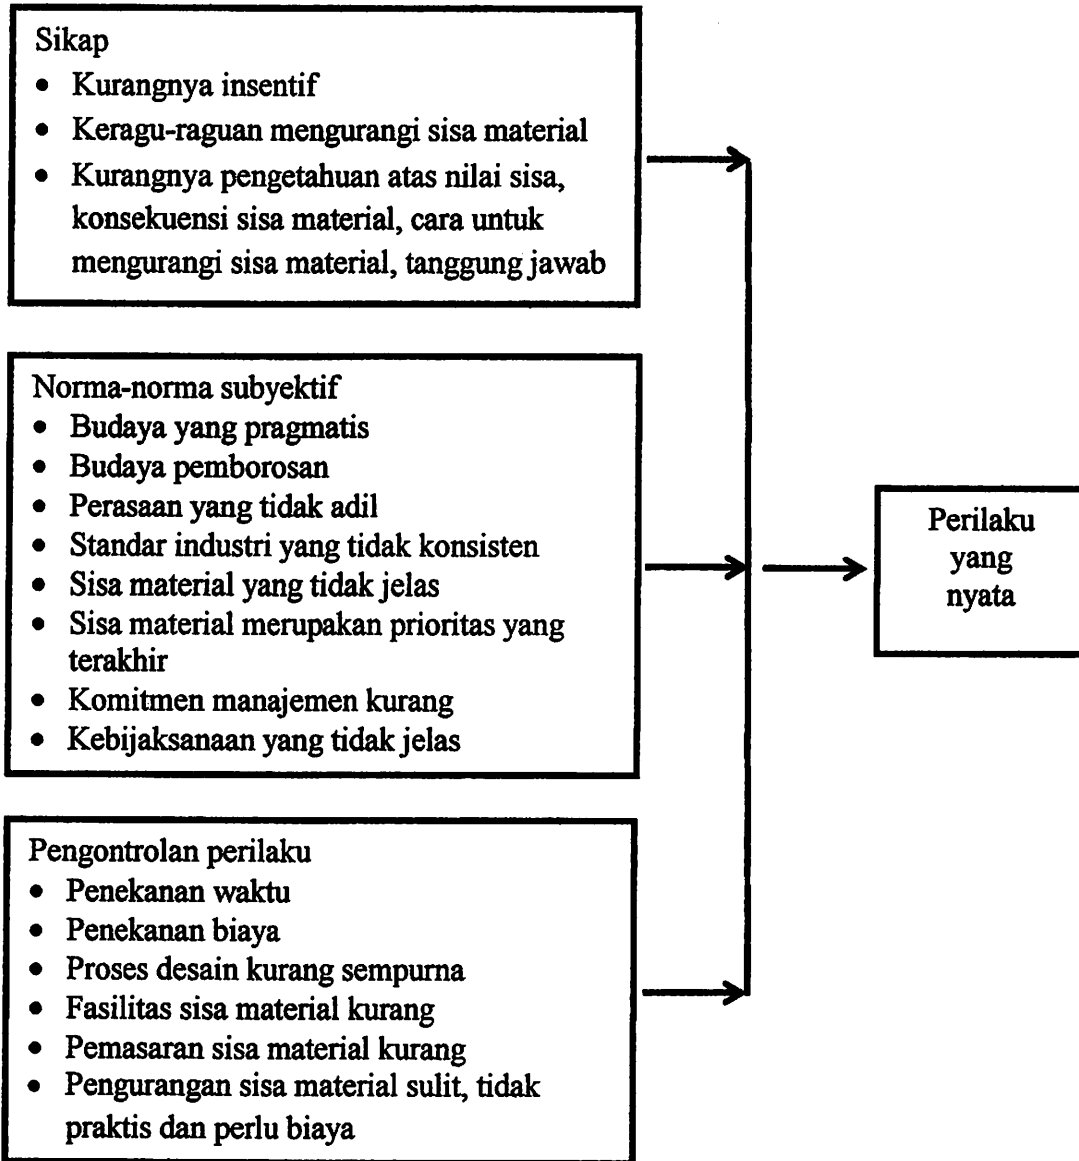 Sikap
• Kurangnya insentif
• Keragu-raguan mengurangi sisa material
• Kurangnya pengetahuan atas nilai sisa,
konsekuensi sisa material, cara untuk
mengurangi sisa material, tanggung jawab
Norma-norma subyektif
• Budaya yang pragmatis
• Budaya pemborosan
• Perasaan yang tidak adil
• Standar industri yang tidak konsisten
• Sisa material yang tidak jelas
• Sisa material merupakan prioritas yang
terakhir
• Komitmen manajemen kurang
• Kebijaksanaan yang tidak jelas
Pengontrolan perilaku
• Penekanan waktu
• Penekanan biaya
• Proses desain kurang sempurna
• Fasilitas sisa material kurang
• Pemasaran sisa material kurang
• Pengurangan sisa material sulit, tidak
praktis dan perlu biaya
Perilaku
yang
nyata